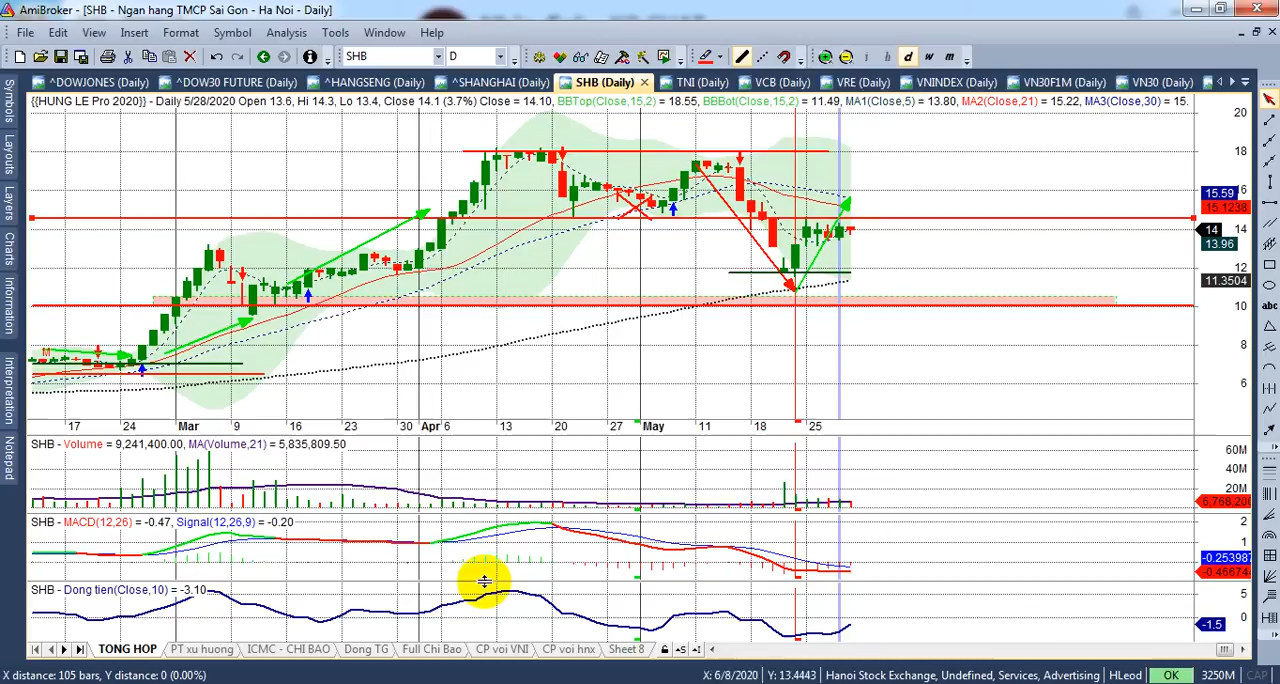 AmiBroker - [SHB - Ngan hang TMCP Sai Gon - Ha Noi - Daily]
File Edit View Insert Format Symbol Analysis Tools Window Help
SHB D i h d w m
^DOWJONES (Daily) ^DOW30 FUTURE (Daily) ^HANGSENG (Daily) ^SHANGHAI (Daily) SHB (Daily) TNI (Daily) VCB (Daily) VRE (Daily) VNINDEX (Daily) VN30F1M (Daily) VN30 (Daily)
Symbols
Layouts
Layers
Charts
Information
Interpretation
Notepad
{{HUNG LE Pro 2020}} - Daily 5/28/2020 Open 13.6, Hi 14.3, Lo 13.4, Close 14.1 (3.7%) Close = 14.10, BBTop(Close,15,2) = 18.55, BBBot(Close,15,2) = 11.49, MA1(Close,5) = 13.80, MA2(Close,21) = 15.22, MA3(Close,30) = 15.
20
18
16
15.59
15.1238
14
14
13.96
12
11.3504
10
8
6
M
17 24 Mar 9 16 23 30 Apr 6 13 20 27 May 11 18 25
SHB - Volume = 9,241,400.00, MA(Volume,21) = 5,835,809.50
60M
40M
20M
6,768,200
SHB - MACD(12,26) = -0.47, Signal(12,26,9) = -0.20
2
1
-0.253987
-0.46674
SHB - Dong tien(Close,10) = -3.10
5
0
-1.5
TONG HOP PT xu huong ICMC - CHI BAO Dong TG Full Chi Bao CP voi VNI CP voi hnx Sheet 8
X distance: 105 bars, Y distance: 0 (0.00%) X: 6/8/2020 Y: 13.4443 Hanoi Stock Exchange, Undefined, Services, Advertising HLeod OK 3250M CAP
abc